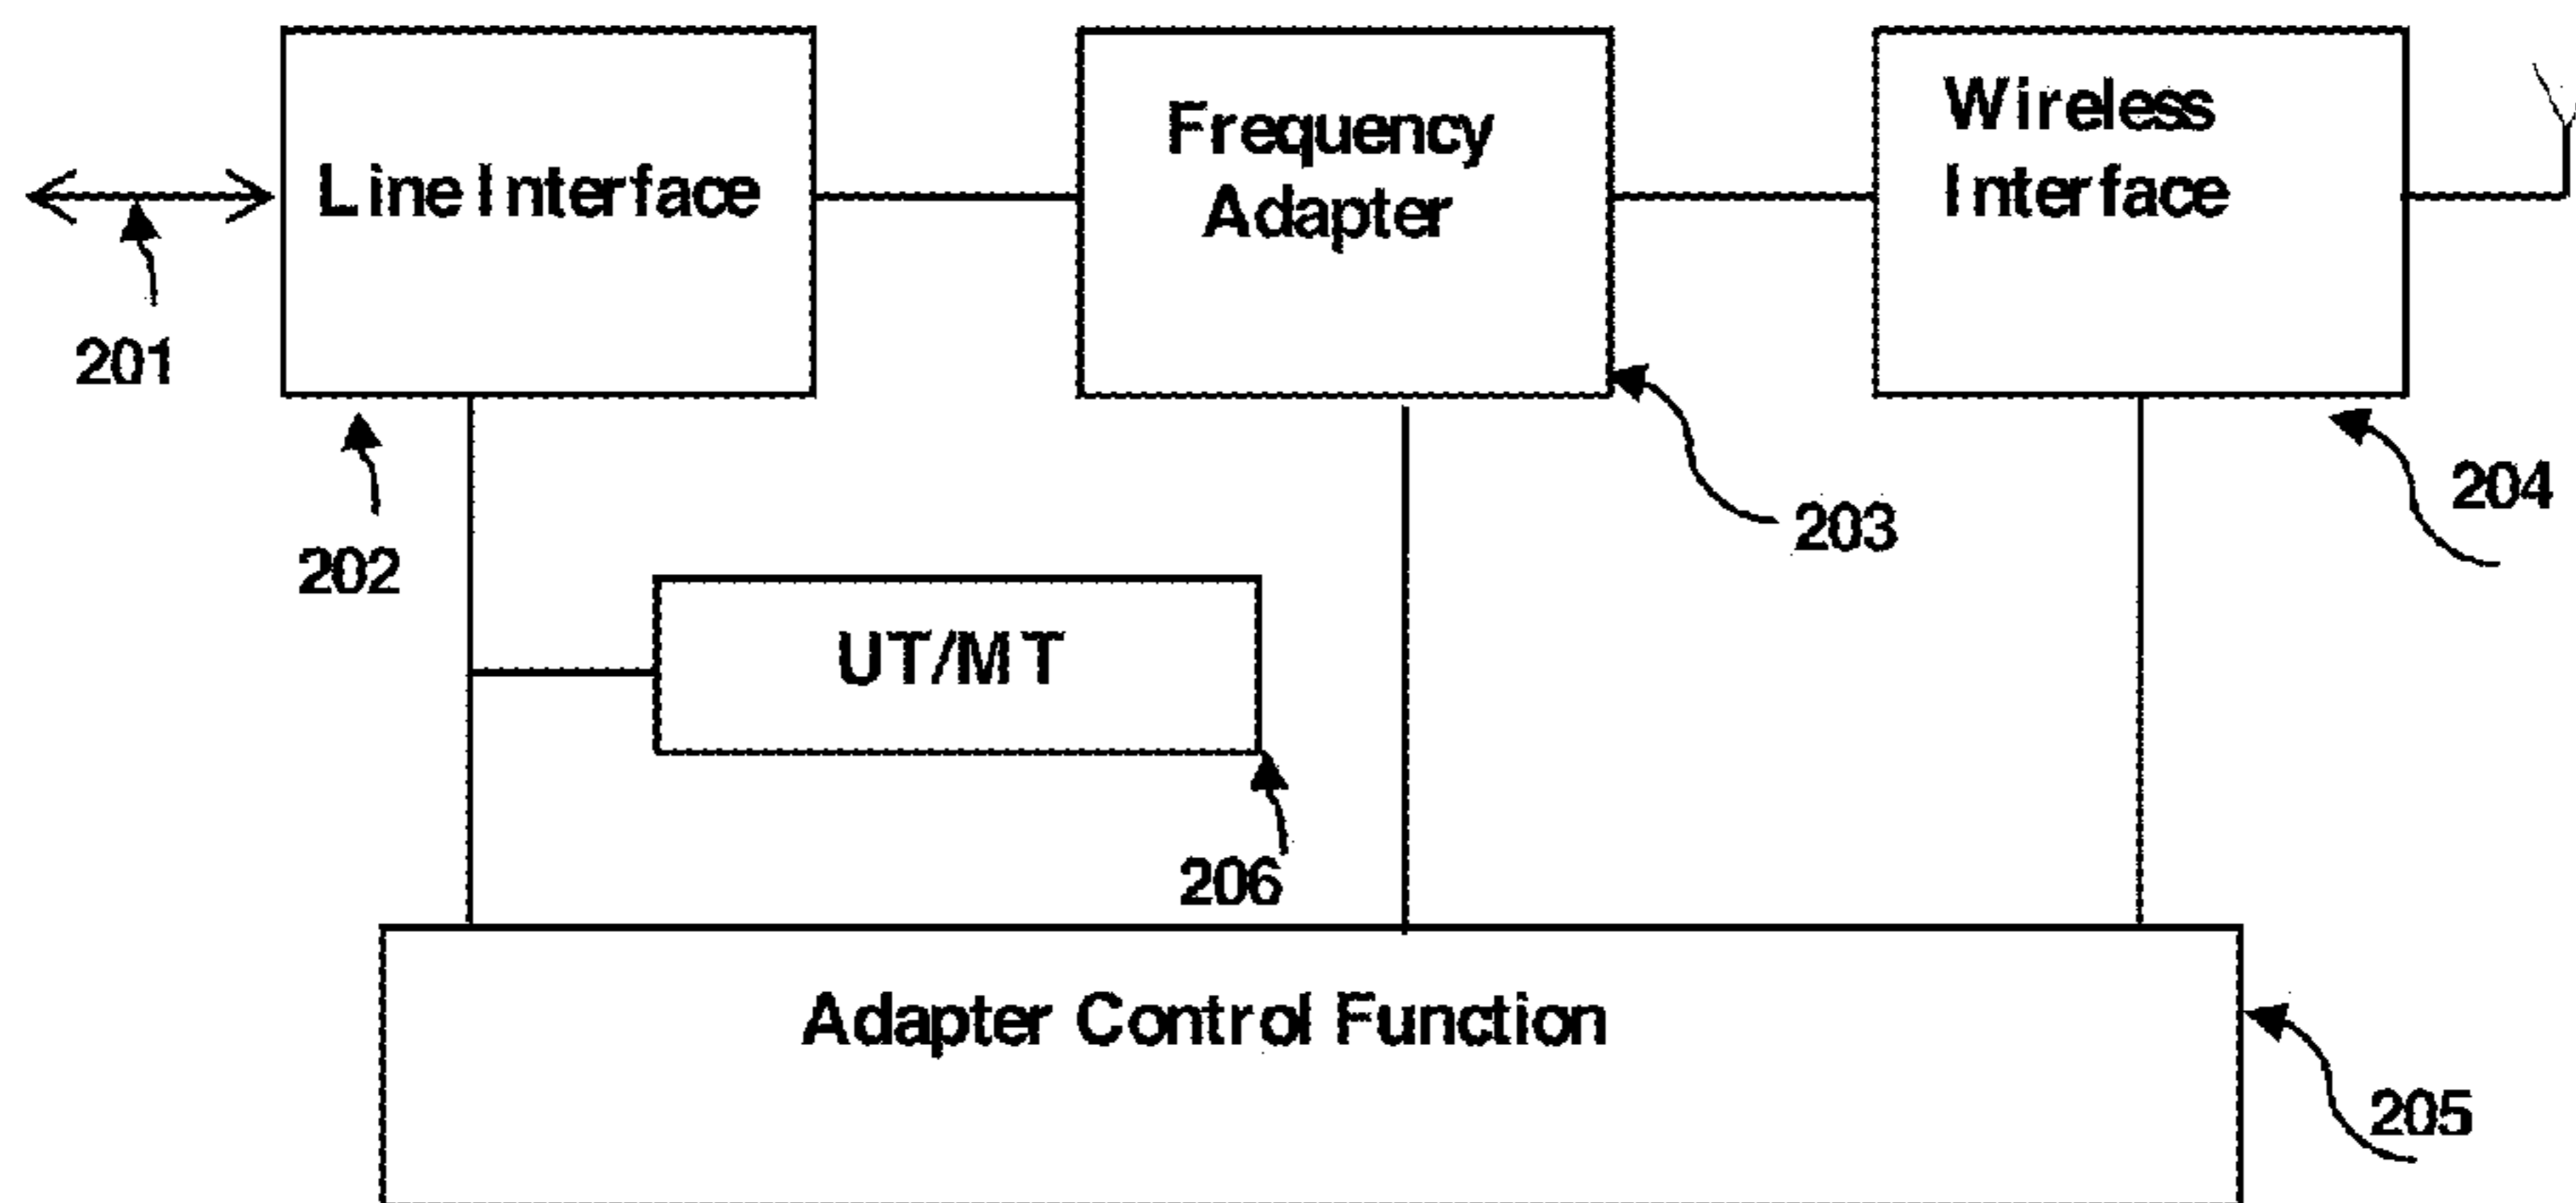 Line Interface
Frequency
Adapter
Wireless
Interface
201
202
203
204
UT/MT
206
Adapter Control Function
205